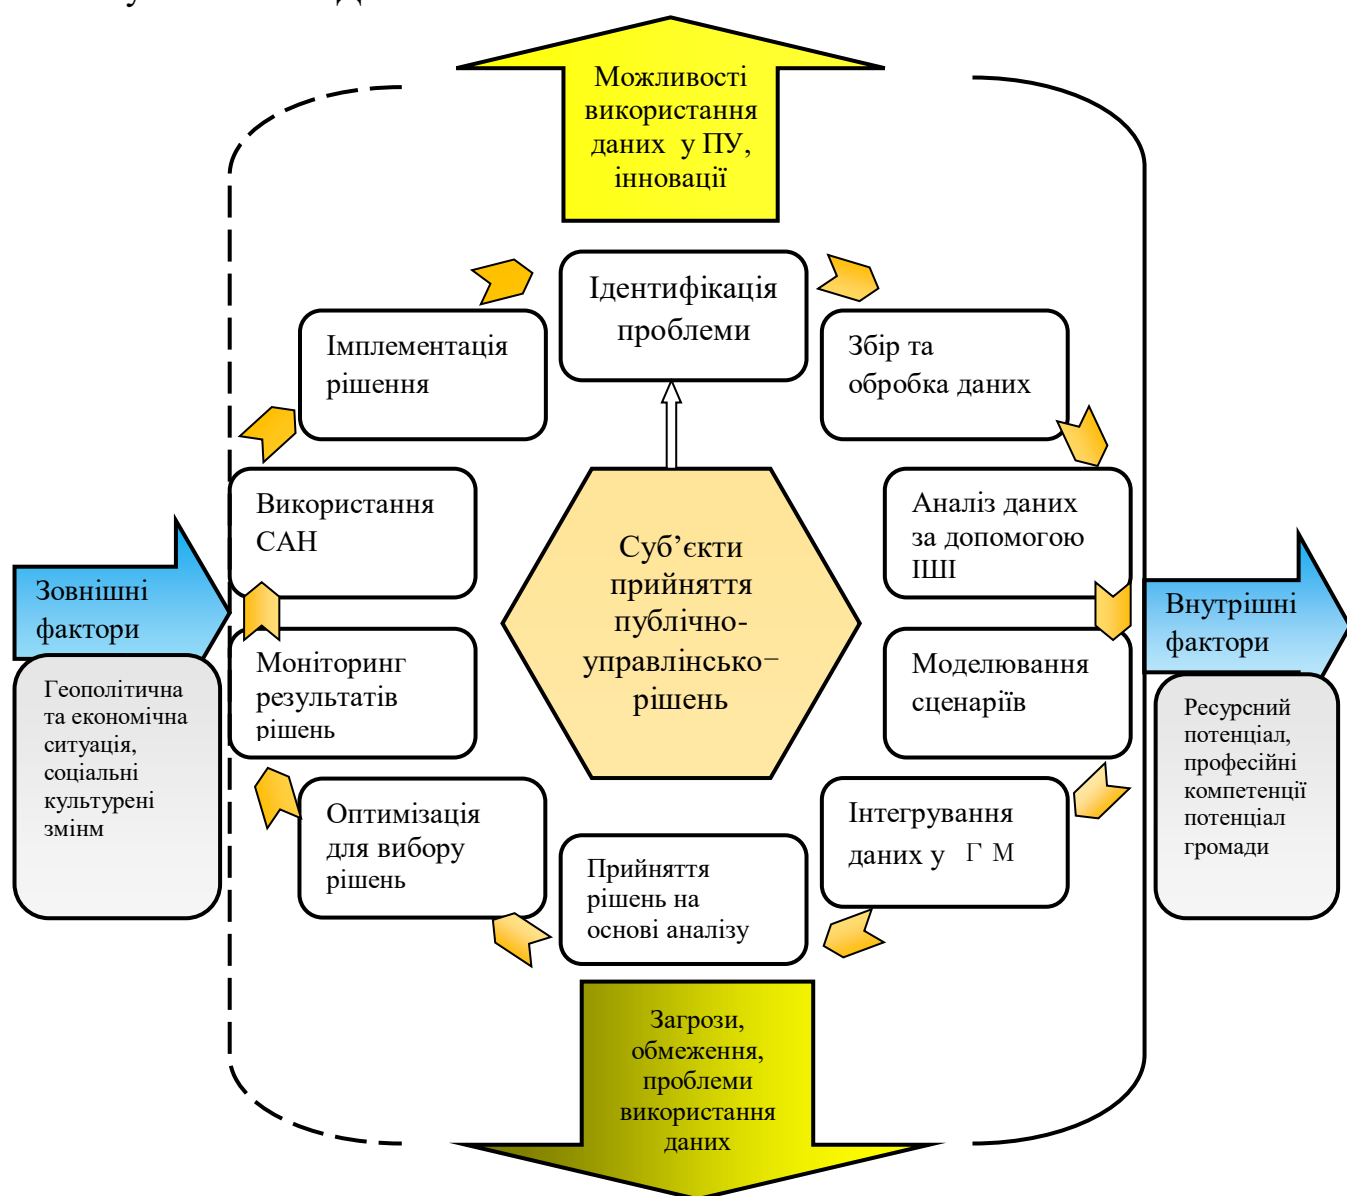 Можливості
використання
даних у ПУ,
інновації
Ідентифікація
проблеми
Імплементація
рішення
Збір та
обробка даних
Використання
САН
Аналіз даних
за допомогою
ІШІ
Суб’єкти
прийняття
публічно-
управлінсько−
рішень
Зовнішні
фактори
Внутрішні
фактори
Моніторинг
результатів
рішень
Моделювання
сценаріїв
Геополітична
та економічна
ситуація,
соціальні
культурені
змінм
Ресурсний
потенціал,
професійні
компетенції
потенціал
громади
Оптимізація
для вибору
рішень
Інтегрування
даних у Г М
Прийняття
рішень на
основі аналізу
Загрози,
обмеження,
проблеми
використання
даних